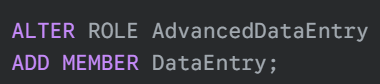 ALTER ROLE AdvancedDataEntry
ADD MEMBER DataEntry;